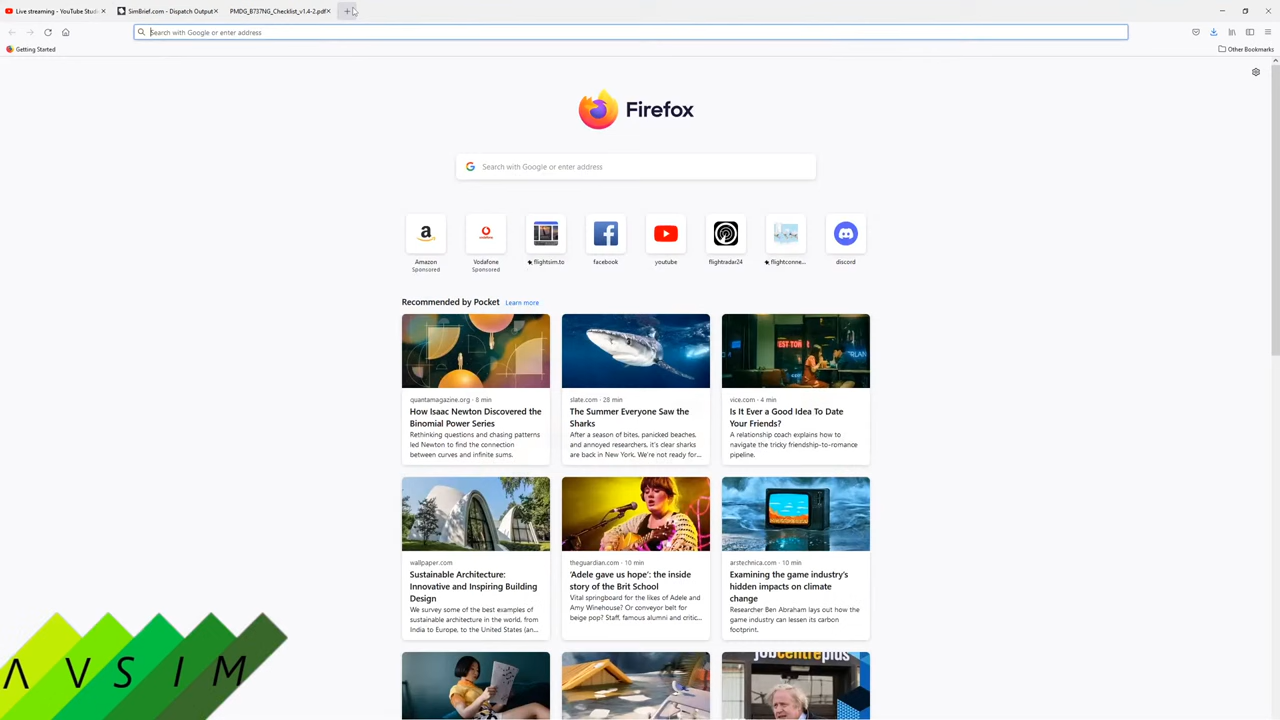 Live streaming - YouTube Studi
SimBrief.com - Dispatch Output
PMDG_B737NG_Checklist_v1.4-2.pdf
Search with Google or enter address
Getting Started
Other Bookmarks
Firefox
Search with Google or enter address
a
Amazon
Sponsored
Vodafone
Sponsored
flightsim.to
facebook
youtube
flightradar24
flightconne...
discord
Recommended by Pocket
Learn more
WEST TO
quantamagazine.org · 8 min
How Isaac Newton Discovered the
Binomial Power Series
Rethinking questions and chasing patterns
led Newton to find the connection
between curves and infinite sums.
slate.com · 28 min
The Summer Everyone Saw the
Sharks
After a season of bites, panicked beaches,
and annoyed researchers, it's clear sharks
are back in New York. We're not ready for...
vice.com · 4 min
Is It Ever a Good Idea To Date
Your Friends?
A relationship coach explains how to
navigate the tricky friendship-to-romance
pipeline.
wallpaper.com
Sustainable Architecture:
Innovative and Inspiring Building
Design
We survey some of the best examples of
sustainable architecture in the world, from
India to Europe, to the United States (an...
theguardian.com · 10 min
'Adele gave us hope': the inside
story of the Brit School
Vital springboard for the likes of Adele and
Amy Winehouse? Or conveyor belt for
beige pop? Staff, famous alumni and critic...
arstechnica.com · 10 min
Examining the game industry's
hidden impacts on climate
change
Researcher Ben Abraham lays out how the
game industry can lessen its carbon
footprint.
jobcentreplus
ΛVSIM